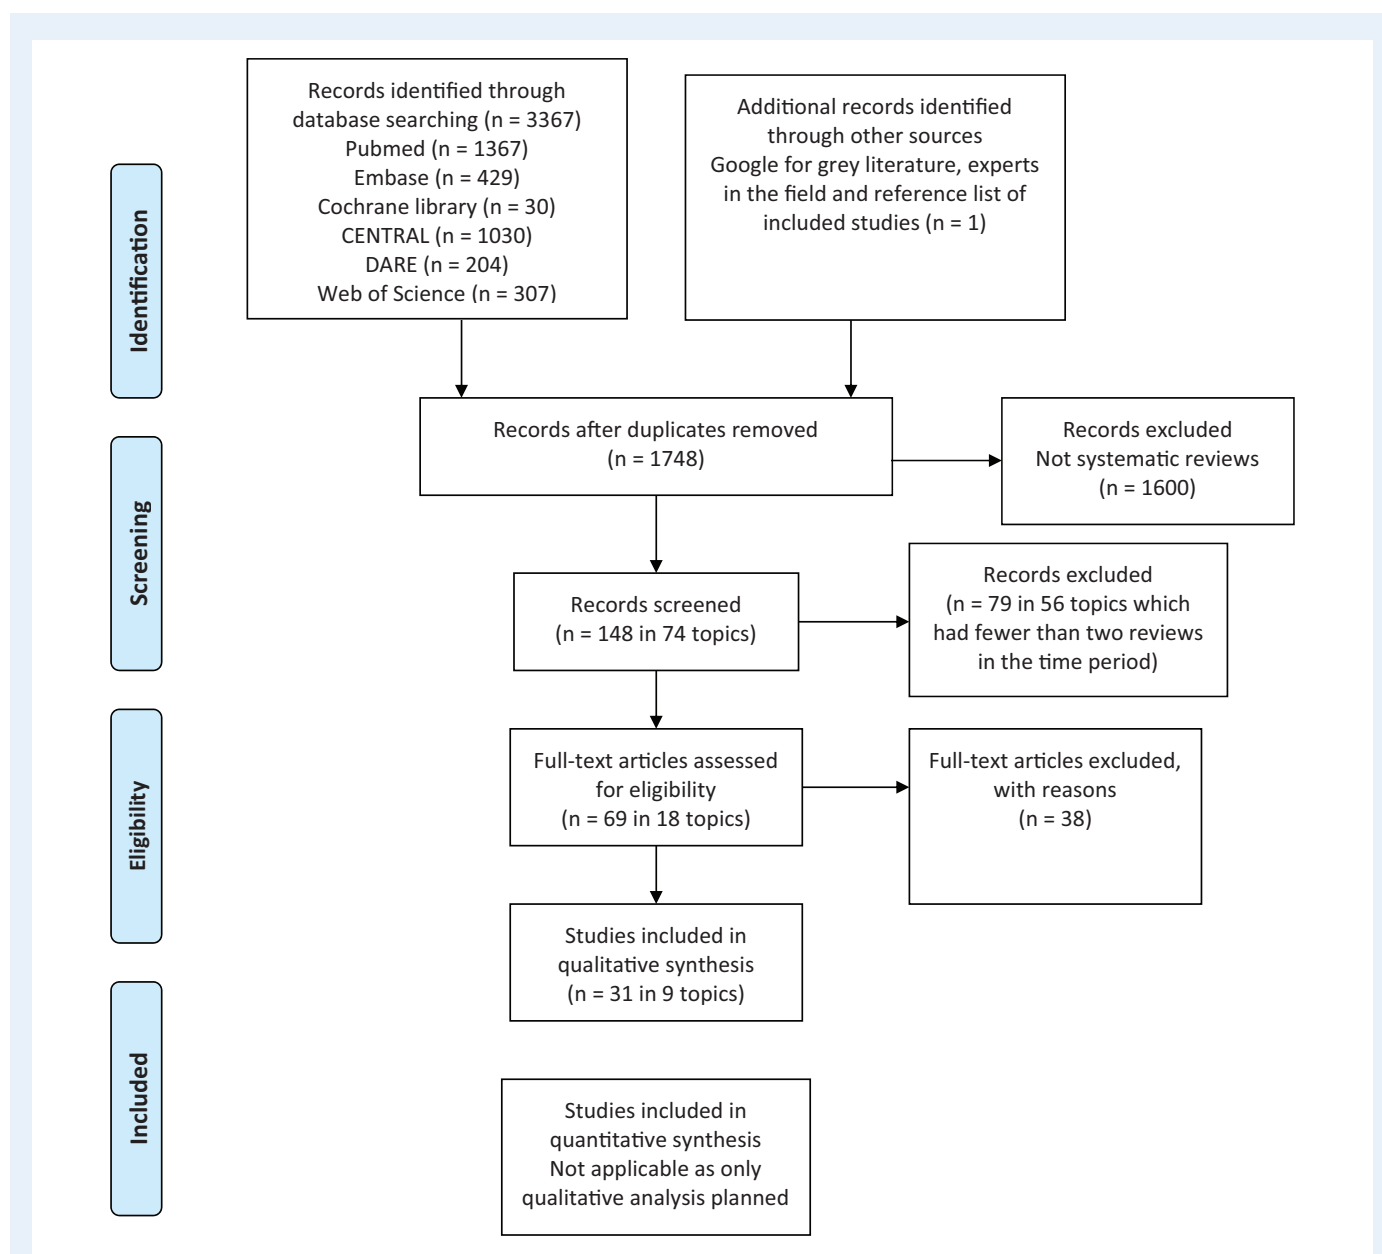 Records identified through
database searching (n = 3367)
Pubmed (n = 1367)
Embase (n = 429)
Cochrane library (n = 30)
CENTRAL (n = 1030)
DARE (n = 204)
Web of Science (n = 307)
Additional records identified
through other sources
Google for grey literature, experts
in the field and reference list of
included studies (n = 1)
Identification
Records after duplicates removed
(n = 1748)
Records excluded
Not systematic reviews
(n = 1600)
Screening
Records screened
(n = 148 in 74 topics)
Records excluded
(n = 79 in 56 topics which
had fewer than two reviews
in the time period)
Eligibility
Full-text articles assessed
for eligibility
(n = 69 in 18 topics)
Full-text articles excluded,
with reasons
(n = 38)
Studies included in
qualitative synthesis
(n = 31 in 9 topics)
Included
Studies included in
quantitative synthesis
Not applicable as only
qualitative analysis planned